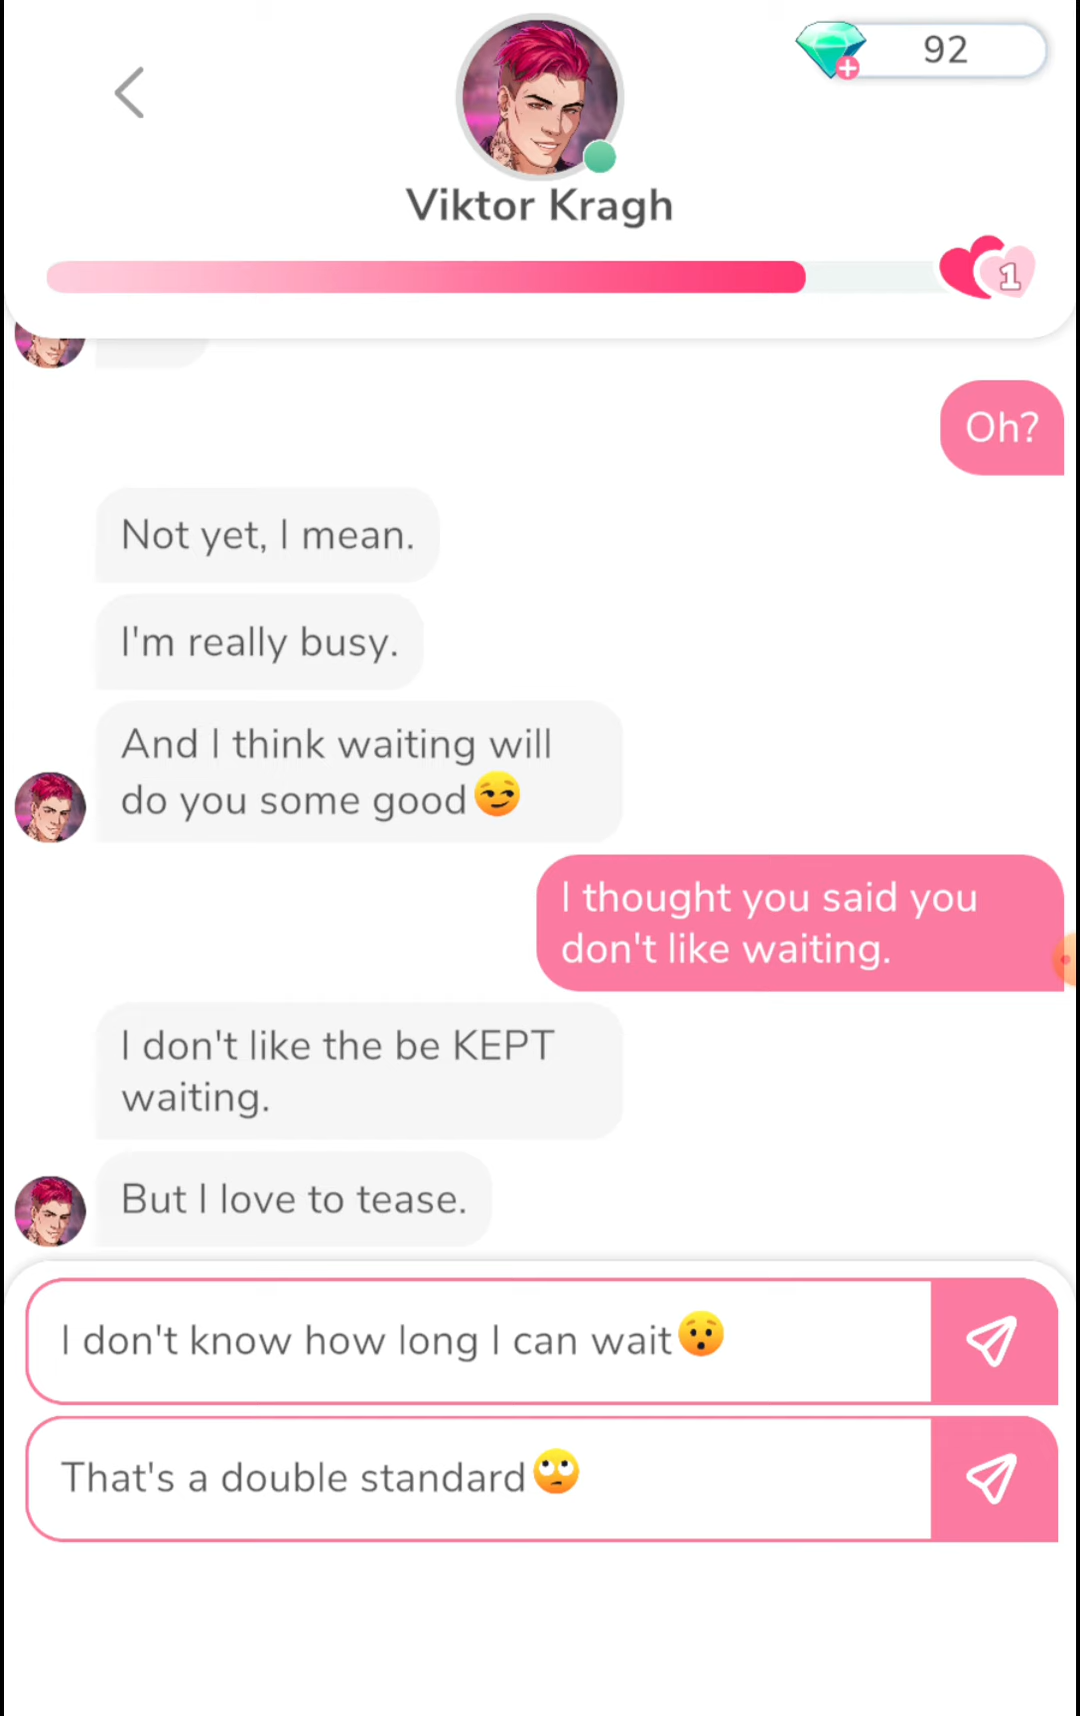 92
Viktor Kragh
1
Oh?
Not yet, I mean.
I'm really busy.
And I think waiting will
do you some good😏
I thought you said you
don't like waiting.
I don't like the be KEPT
waiting.
But I love to tease.
I don't know how long I can wait😯
That's a double standard🙄